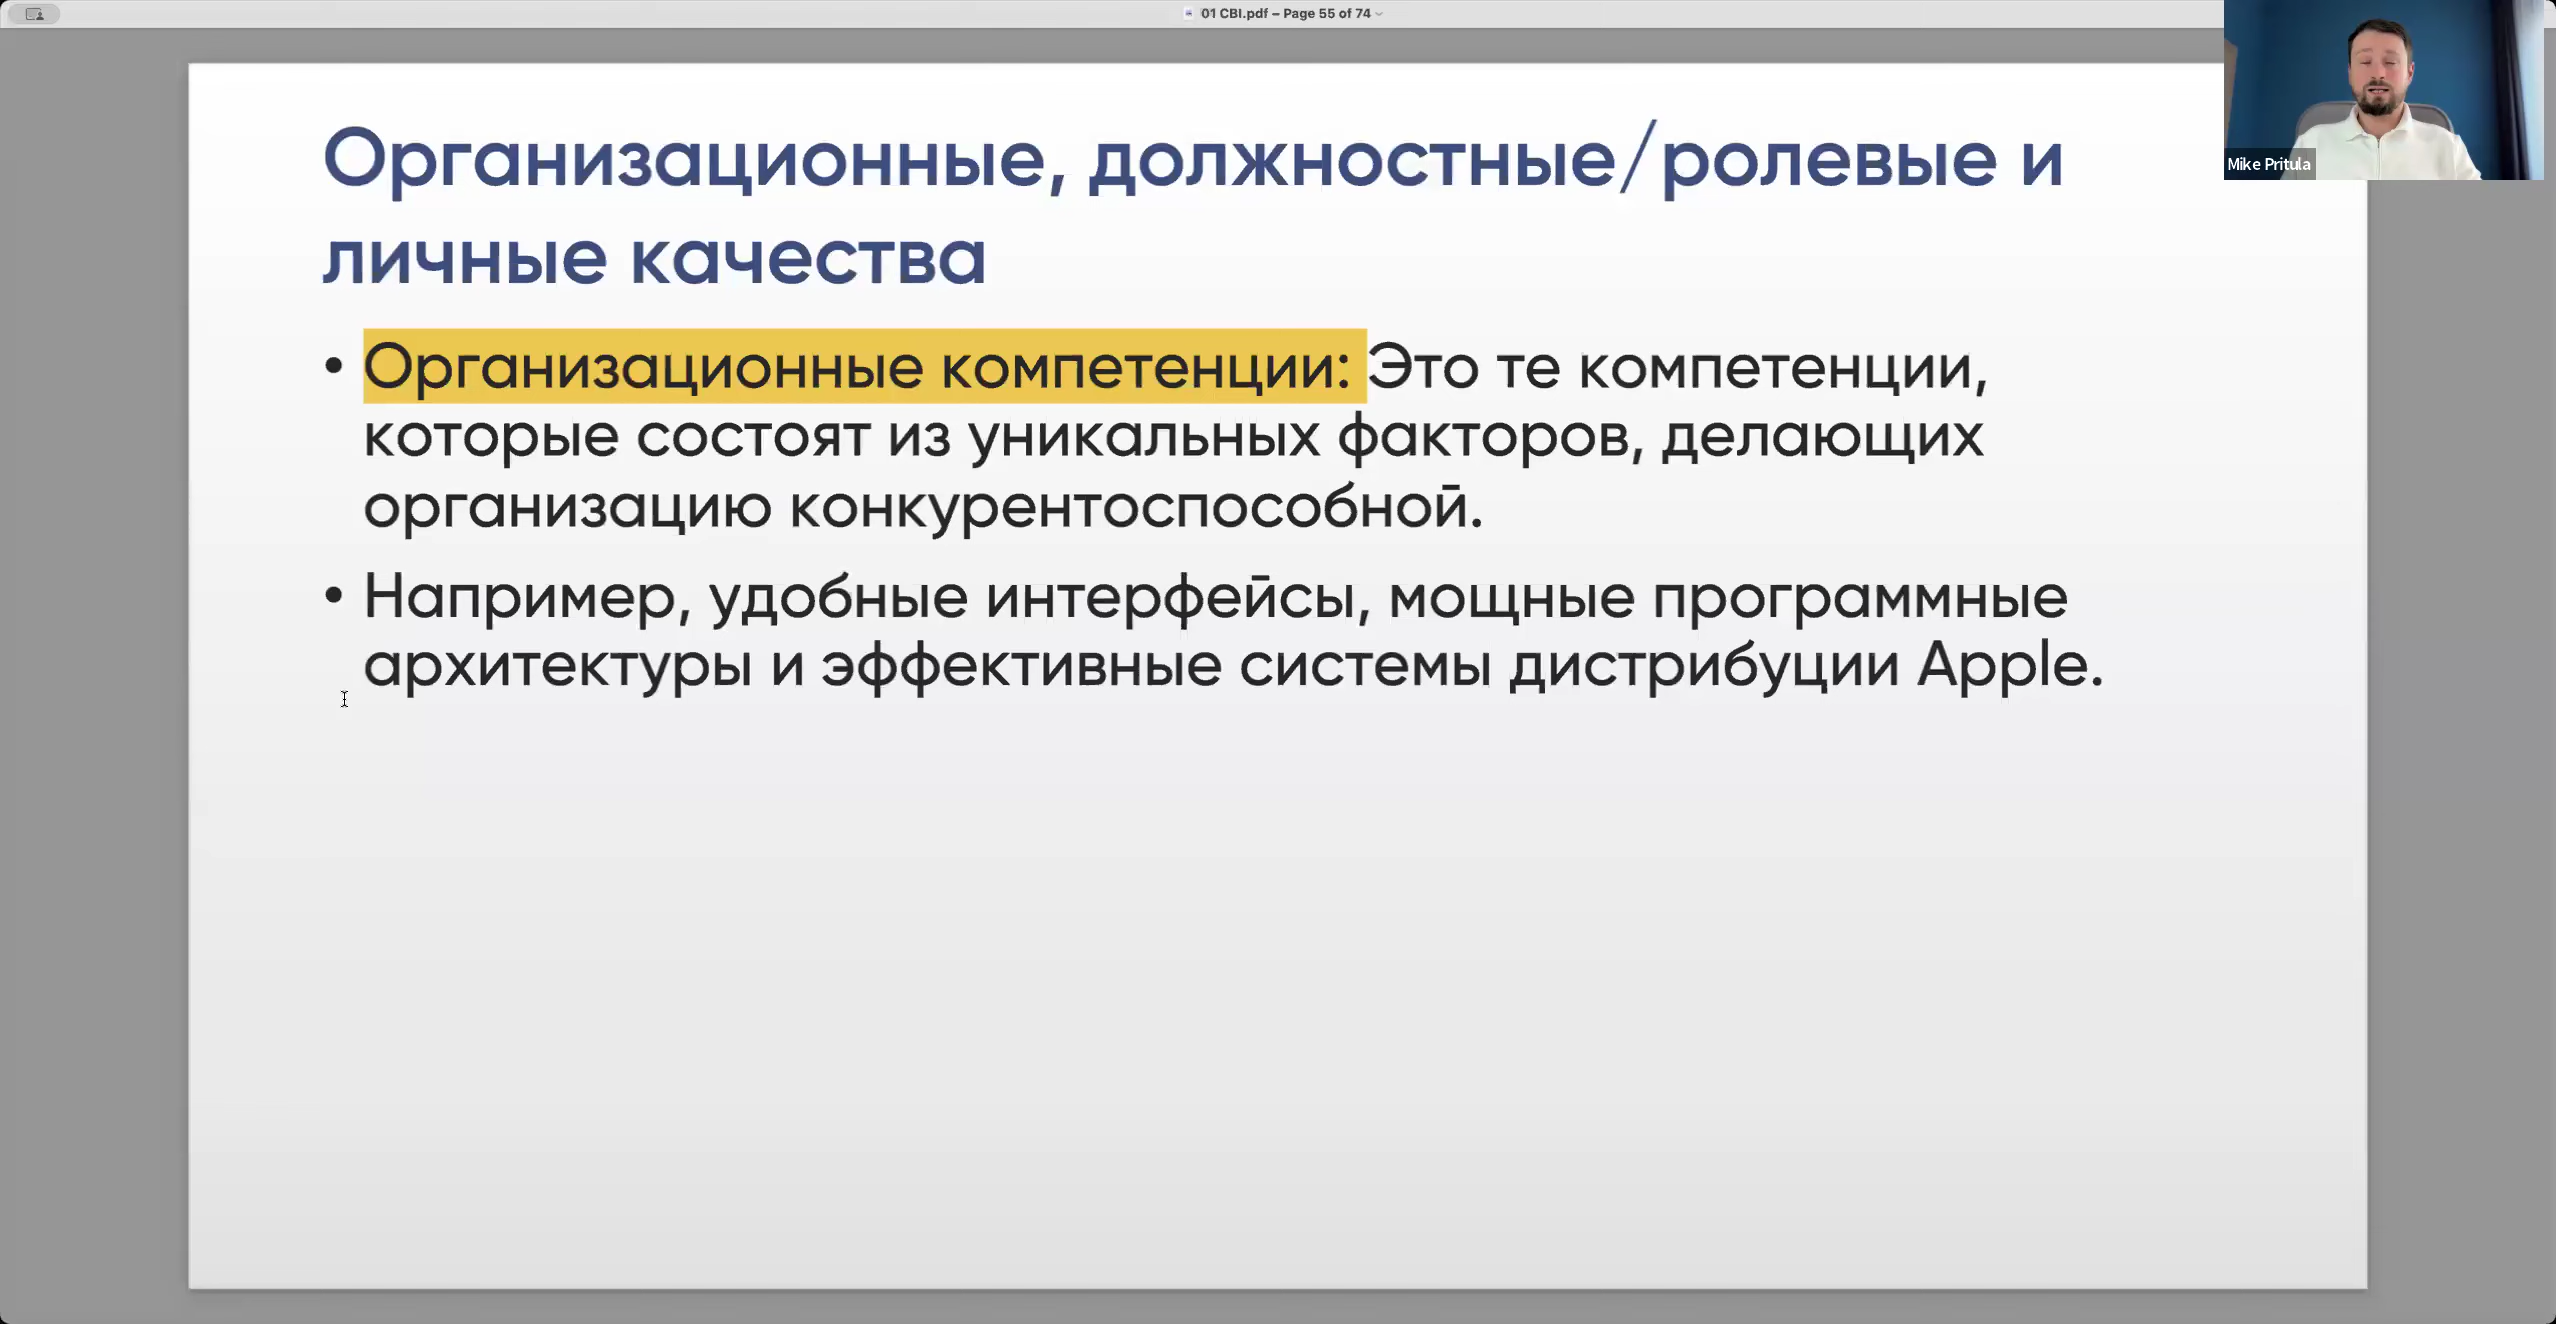 01 CBI.pdf – Page 55 of 74
Mike Pritula
Организационные, должностные/ролевые и
личные качества
• Организационные компетенции: Это те компетенции,
которые состоят из уникальных факторов, делающих
организацию конкурентоспособной.
• Например, удобные интерфейсы, мощные программные
архитектуры и эффективные системы дистрибуции Apple.